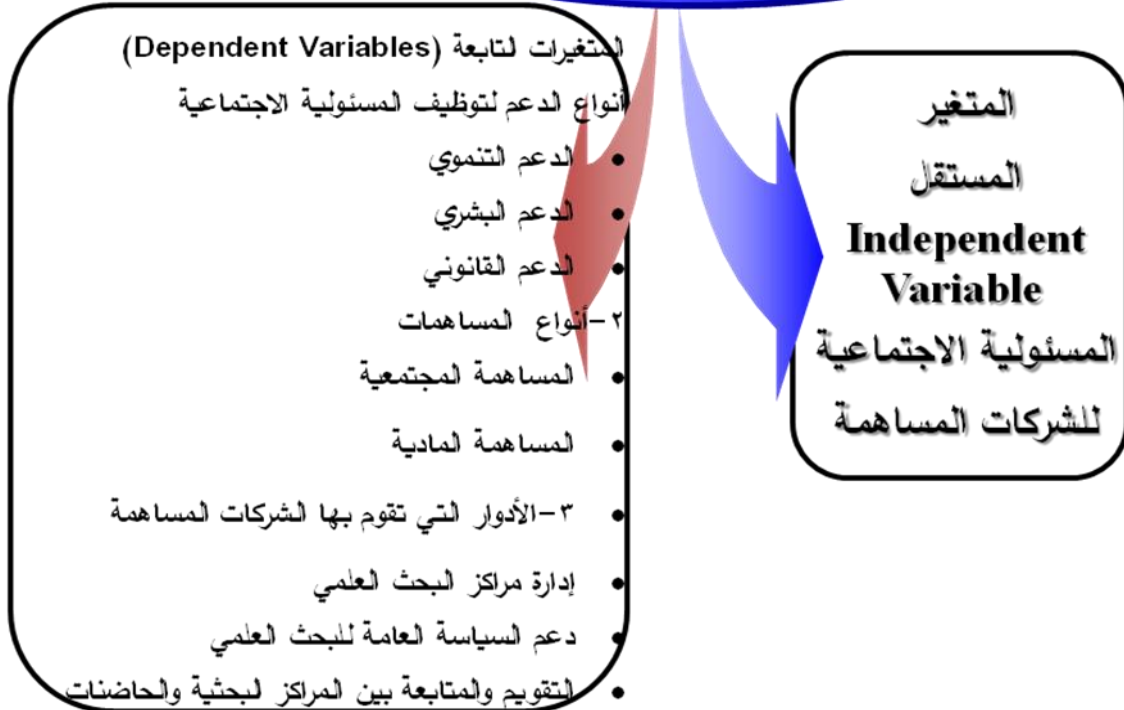 المتغير
المستقل
Independent
Variable
المسئولية الاجتماعية
للشركات المساهمة
المتغيرات لتابعة (Dependent Variables)
أنواع الدعم لتوظيف المسئولية الاجتماعية
• الدعم التنموي
• الدعم البشري
• الدعم القانوني
٢-أنواع المساهمات
• المساهمة المجتمعية
• المساهمة المادية
• ٣-الأدوار التي تقوم بها الشركات المساهمة
• إدارة مراكز البحث العلمي
• دعم السياسة العامة للبحث العلمي
• التقويم والمتابعة بين المراكز لبحثية والحاضنات